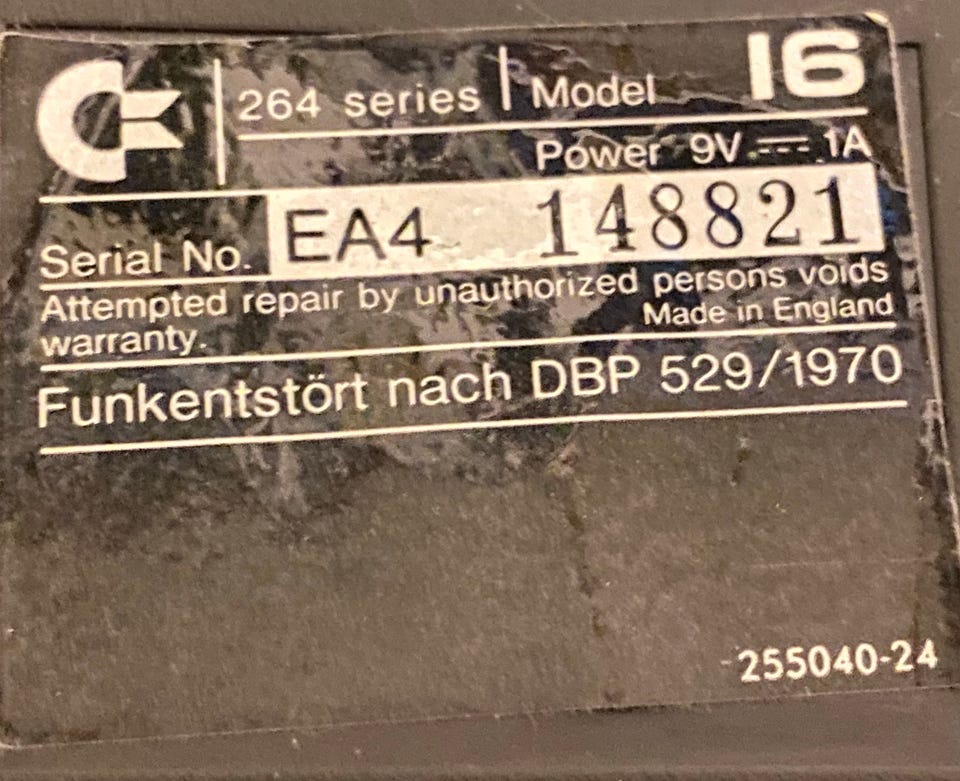 264 series Model 16
Power 9V ⎓ 1A
Serial No. EA4 148821
Attempted repair by unauthorized persons voids
warranty. Made in England
Funkentstört nach DBP 529/1970
-255040-24